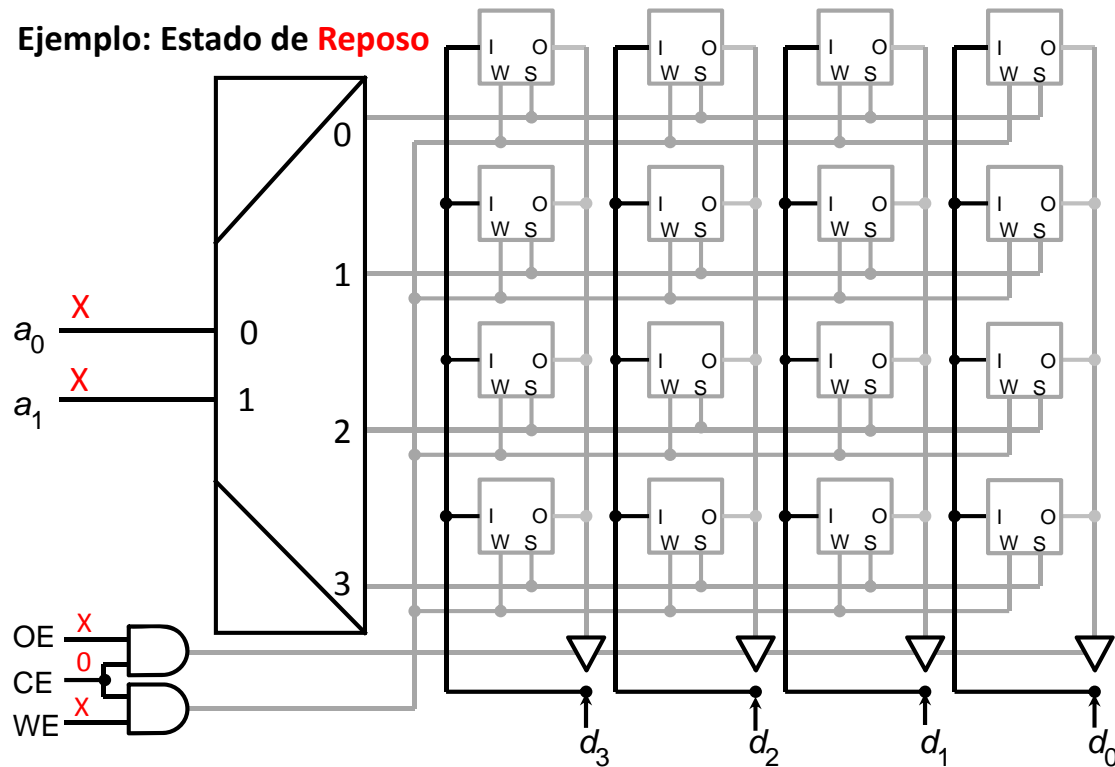 Ejemplo: Estado de Reposo
I O I O I O I O
W S W S W S W S
0
I O I O I O I O
W S W S W S W S
1
X
a0 0
X
a1 1
I O I O I O I O
W S W S W S W S
2
I O I O I O I O
W S W S W S W S
3
X
OE
0
CE
X
WE
d3 d2 d1 d0